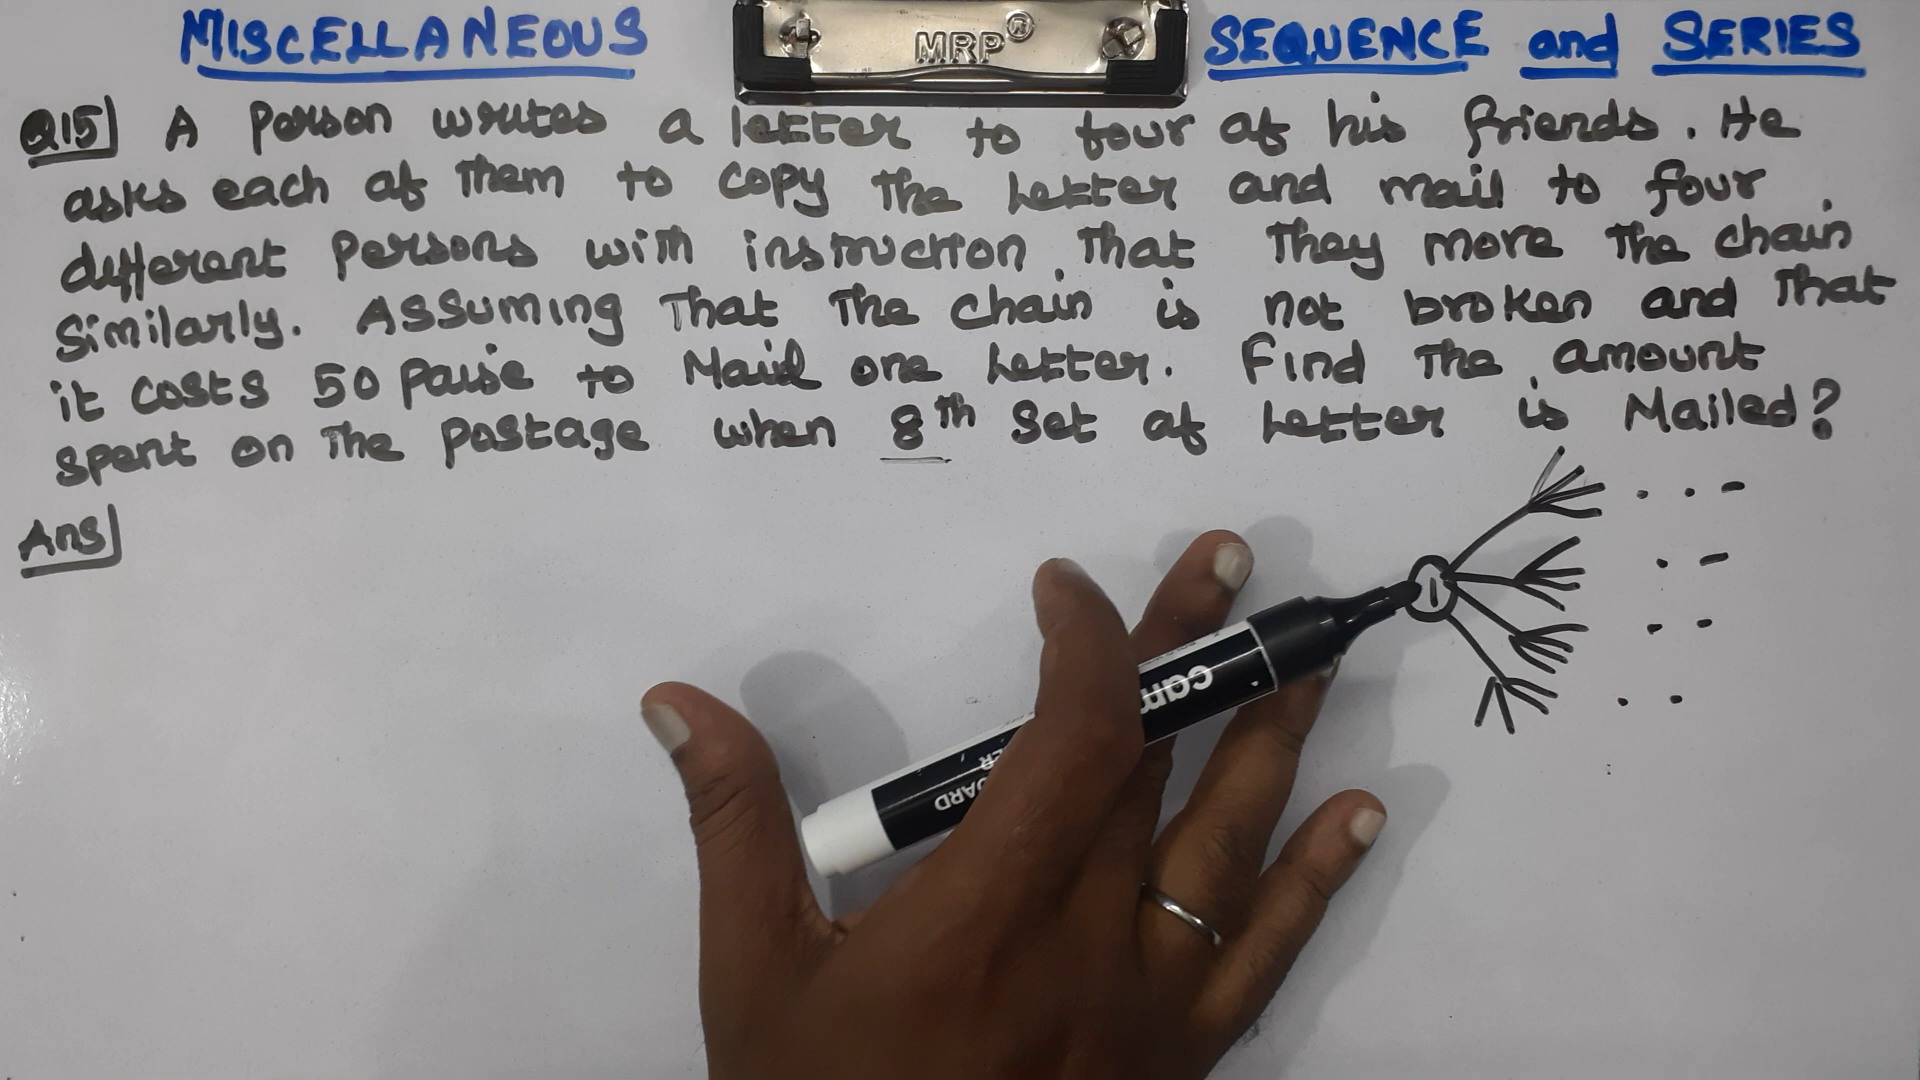 MISCELLANEOUS
MRP®
SEQUENCE and SERIES
Q15] A Person writes a letter to four of his friends. He
asks each of them to copy the letter and mail to four
different persons with instruction that they move the chain
similarly. Assuming that the chain is not broken and that
it costs 50 paise to Mail one letter. Find the amount
spent on the postage when 8th set of letter is Mailed?
Ans]
1
cam